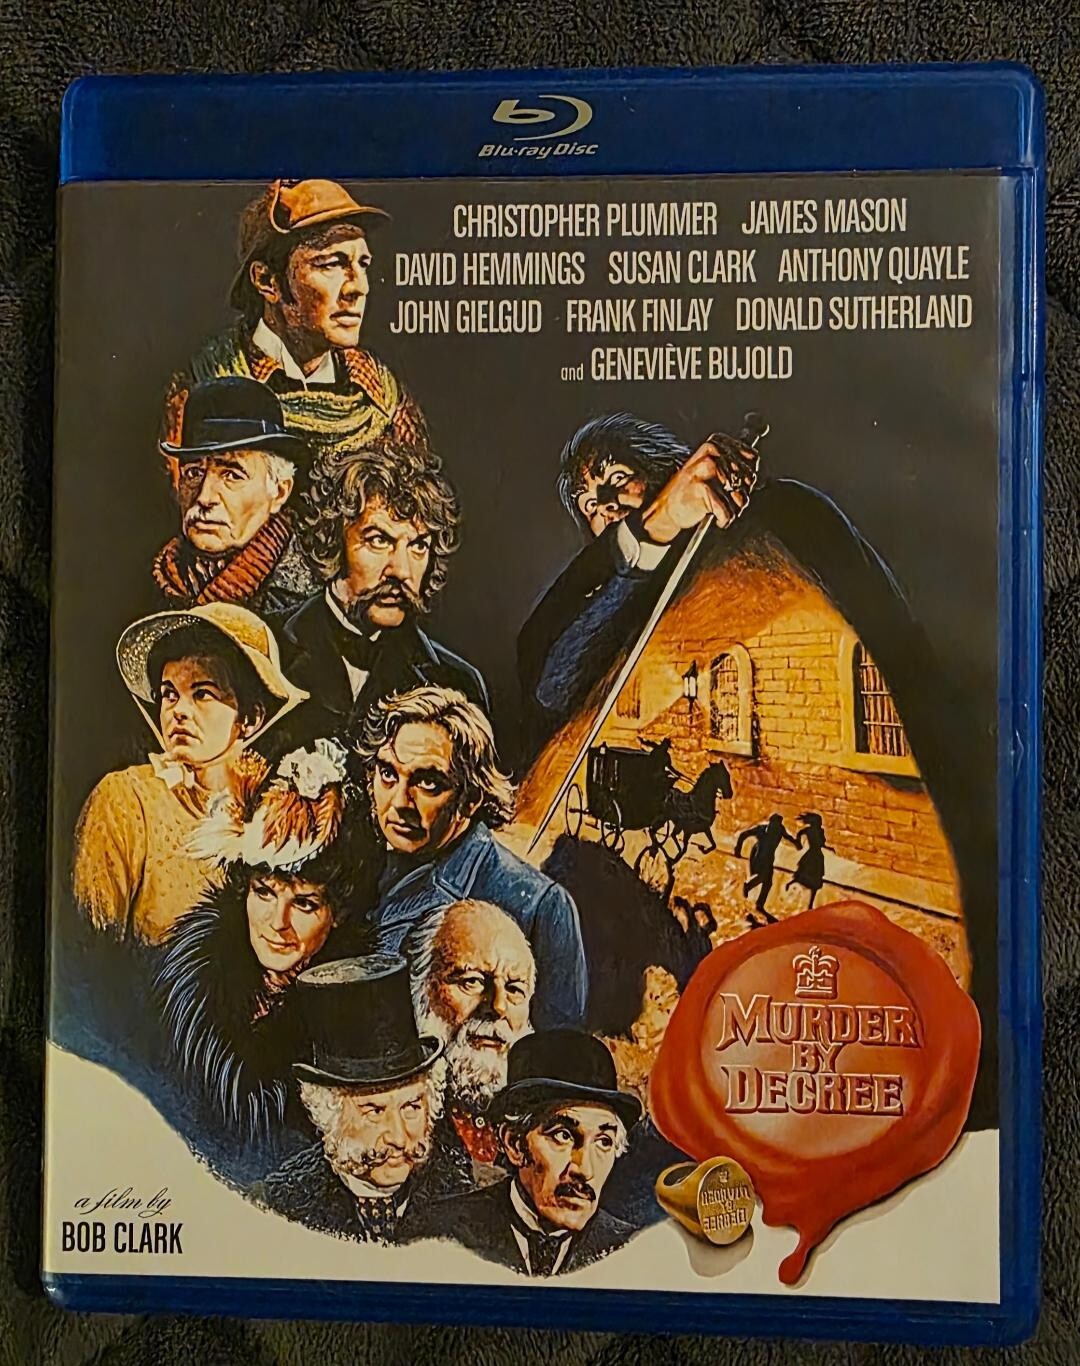 Blu-ray Disc
CHRISTOPHER PLUMMER JAMES MASON
DAVID HEMMINGS SUSAN CLARK ANTHONY QUAYLE
JOHN GIELGUD FRANK FINLAY DONALD SUTHERLAND
and GENEVIÈVE BUJOLD
MURDER
BY
DECREE
a film by
BOB CLARK